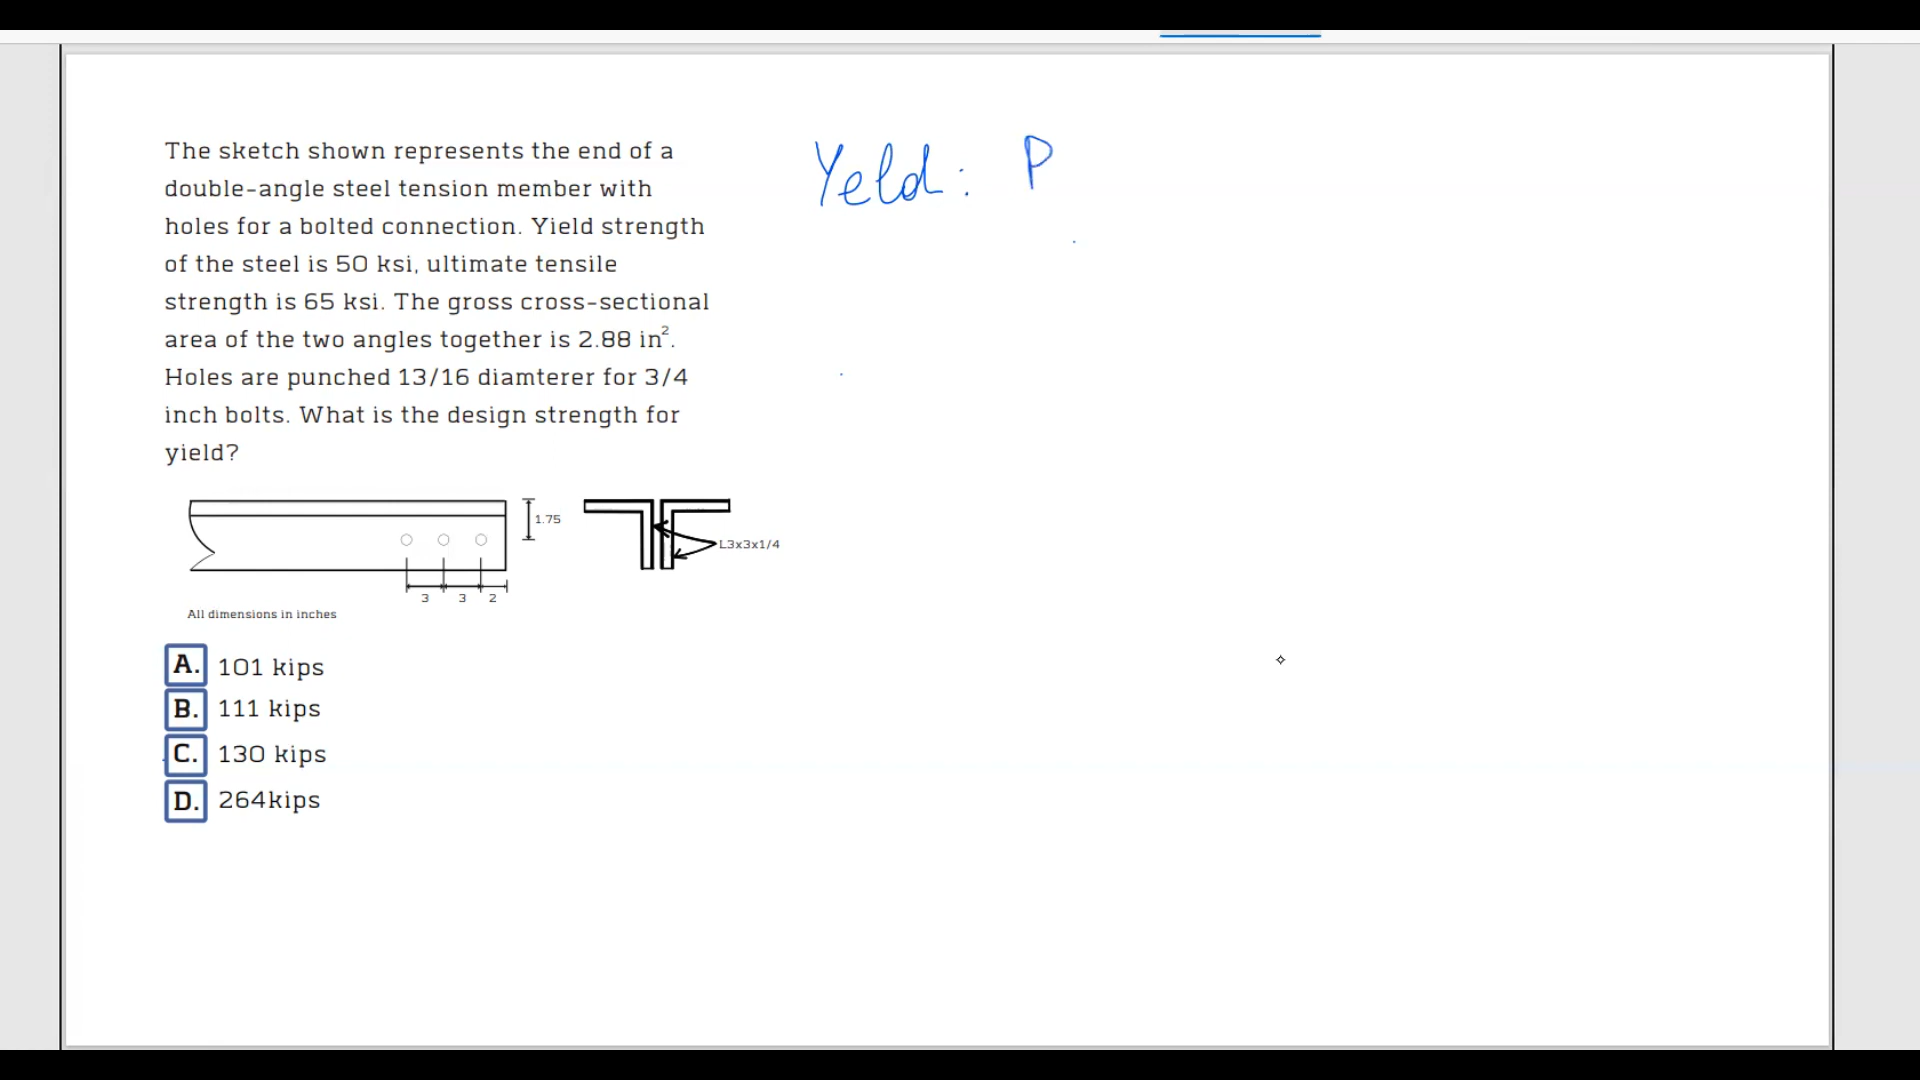 The sketch shown represents the end of a
double-angle steel tension member with
holes for a bolted connection. Yield strength
of the steel is 50 ksi, ultimate tensile
strength is 65 ksi. The gross cross-sectional
area of the two angles together is 2.88 in².
Holes are punched 13/16 diamterer for 3/4
inch bolts. What is the design strength for
yield?
Yeld: P
1.75
L3x3x1/4
3 3 2
All dimensions in inches
A. 101 kips
B. 111 kips
C. 130 kips
D. 264kips